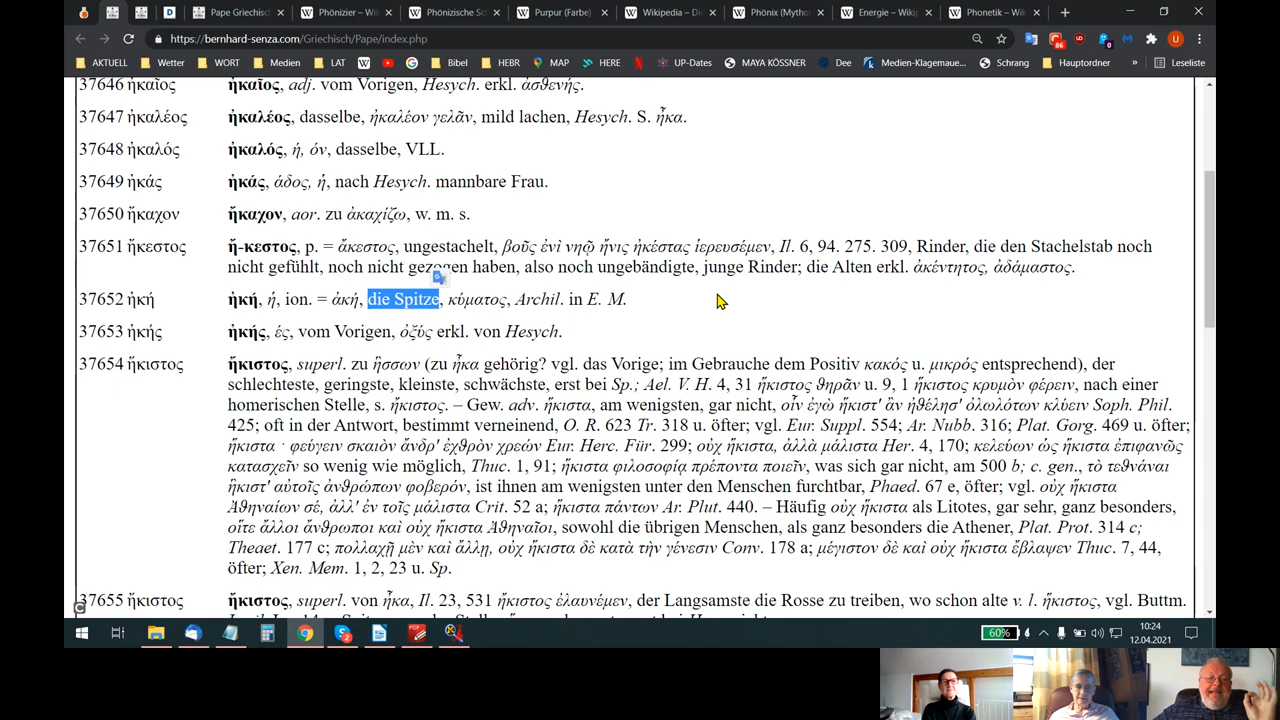 Pape Griechisch
Phönizier – Wiki
Phönizische Sc
Purpur (Farbe)
Wikipedia – Die
Phönix (Mytho
Energie – Wikip
Phonetik – Wiki
https://bernhard-senza.com/Griechisch/Pape/index.php
86
0
U
AKTUELL Wetter WORT Medien LAT Bibel HEBR MAP HERE UP-Dates MAYA KÖSSNER Dee Medien-Klagemaue... Schrang Hauptordner » Leseliste
37646 ἠκαῖος ἠκαῖος, adj. vom Vorigen, Hesych. erkl. ἀσθενής.
37647 ἠκαλέος ἠκαλέος, dasselbe, ἠκαλέον γελᾶν, mild lachen, Hesych. S. ἦκα.
37648 ἠκαλός ἠκαλός, ή, όν, dasselbe, VLL.
37649 ἠκάς ἠκάς, άδος, ἡ, nach Hesych. mannbare Frau.
37650 ἤκαχον ἤκαχον, aor. zu ἀκαχίζω, w. m. s.
37651 ἤκεστος ἤ-κεστος, p. = ἄκεστος, ungestachelt, βοῦς ἐνὶ νηῷ ἤνις ἠκέστας ἱερευσέμεν, Il. 6, 94. 275. 309, Rinder, die den Stachelstab noch
nicht gefühlt, noch nicht gezogen haben, also noch ungebändigte, junge Rinder; die Alten erkl. ἀκέντητος, ἀδάμαστος.
37652 ἠκή ἠκή, ἡ, ion. = ἀκή, die Spitze, κύματος, Archil. in E. M.
37653 ἠκής ἠκής, ές, vom Vorigen, ὀξύς erkl. von Hesych.
37654 ἥκιστος ἥκιστος, superl. zu ἥσσων (zu ἦκα gehörig? vgl. das Vorige; im Gebrauche dem Positiv κακός u. μικρός entsprechend), der
schlechteste, geringste, kleinste, schwächste, erst bei Sp.; Ael. V. H. 4, 31 ἥκιστος θηρᾶν u. 9, 1 ἥκιστος κρυμὸν φέρειν, nach einer
homerischen Stelle, s. ἤκιστος. – Gew. adv. ἥκιστα, am wenigsten, gar nicht, οἷν ἐγὼ ἥκιστ' ἂν ἠθέλησ' ὀλωλότων κλύειν Soph. Phil.
425; oft in der Antwort, bestimmt verneinend, O. R. 623 Tr. 318 u. öfter; vgl. Eur. Suppl. 554; Ar. Nubb. 316; Plat. Gorg. 469 u. öfter;
ἥκιστα · φεύγειν σκαιὸν ἄνδρ' ἐχθρὸν χρεών Eur. Herc. Für. 299; οὐχ ἥκιστα, ἀλλὰ μάλιστα Her. 4, 170; κελεύων ὡς ἥκιστα ἐπιφανῶς
κατασχεῖν so wenig wie möglich, Thuc. 1, 91; ἥκιστα φιλοσοφίᾳ πρέποντα ποιεῖν, was sich gar nicht, am 500 b; c. gen., τὸ τεθνάναι
ἥκιστ' αὐτοῖς ἀνθρώπων φοβερόν, ist ihnen am wenigsten unter den Menschen furchtbar, Phaed. 67 e, öfter; vgl. οὐχ ἥκιστα
Ἀθηναίων σέ, ἀλλ' ἐν τοῖς μάλιστα Crit. 52 a; ἥκιστα πάντων Ar. Plut. 440. – Häufig οὐχ ἥκιστα als Litotes, gar sehr, ganz besonders,
οἵτε ἄλλοι ἄνθρωποι καὶ οὐχ ἥκιστα Ἀθηναῖοι, sowohl die übrigen Menschen, als ganz besonders die Athener, Plat. Prot. 314 c;
Theaet. 177 c; πολλαχῇ μὲν καὶ ἄλλῃ, οὐχ ἥκιστα δὲ κατὰ τὴν γένεσιν Conv. 178 a; μέγιστον δὲ καὶ οὐχ ἥκιστα ἔβλαψεν Thuc. 7, 44,
öfter; Xen. Mem. 1, 2, 23 u. Sp.
37655 ἤκιστος ἤκιστος, superl. von ἦκα, Il. 23, 531 ἤκιστος ἐλαυνέμεν, der Langsamste die Rosse zu treiben, wo schon alte v. l. ἥκιστος, vgl. Buttm.
60%
10:24
12.04.2021